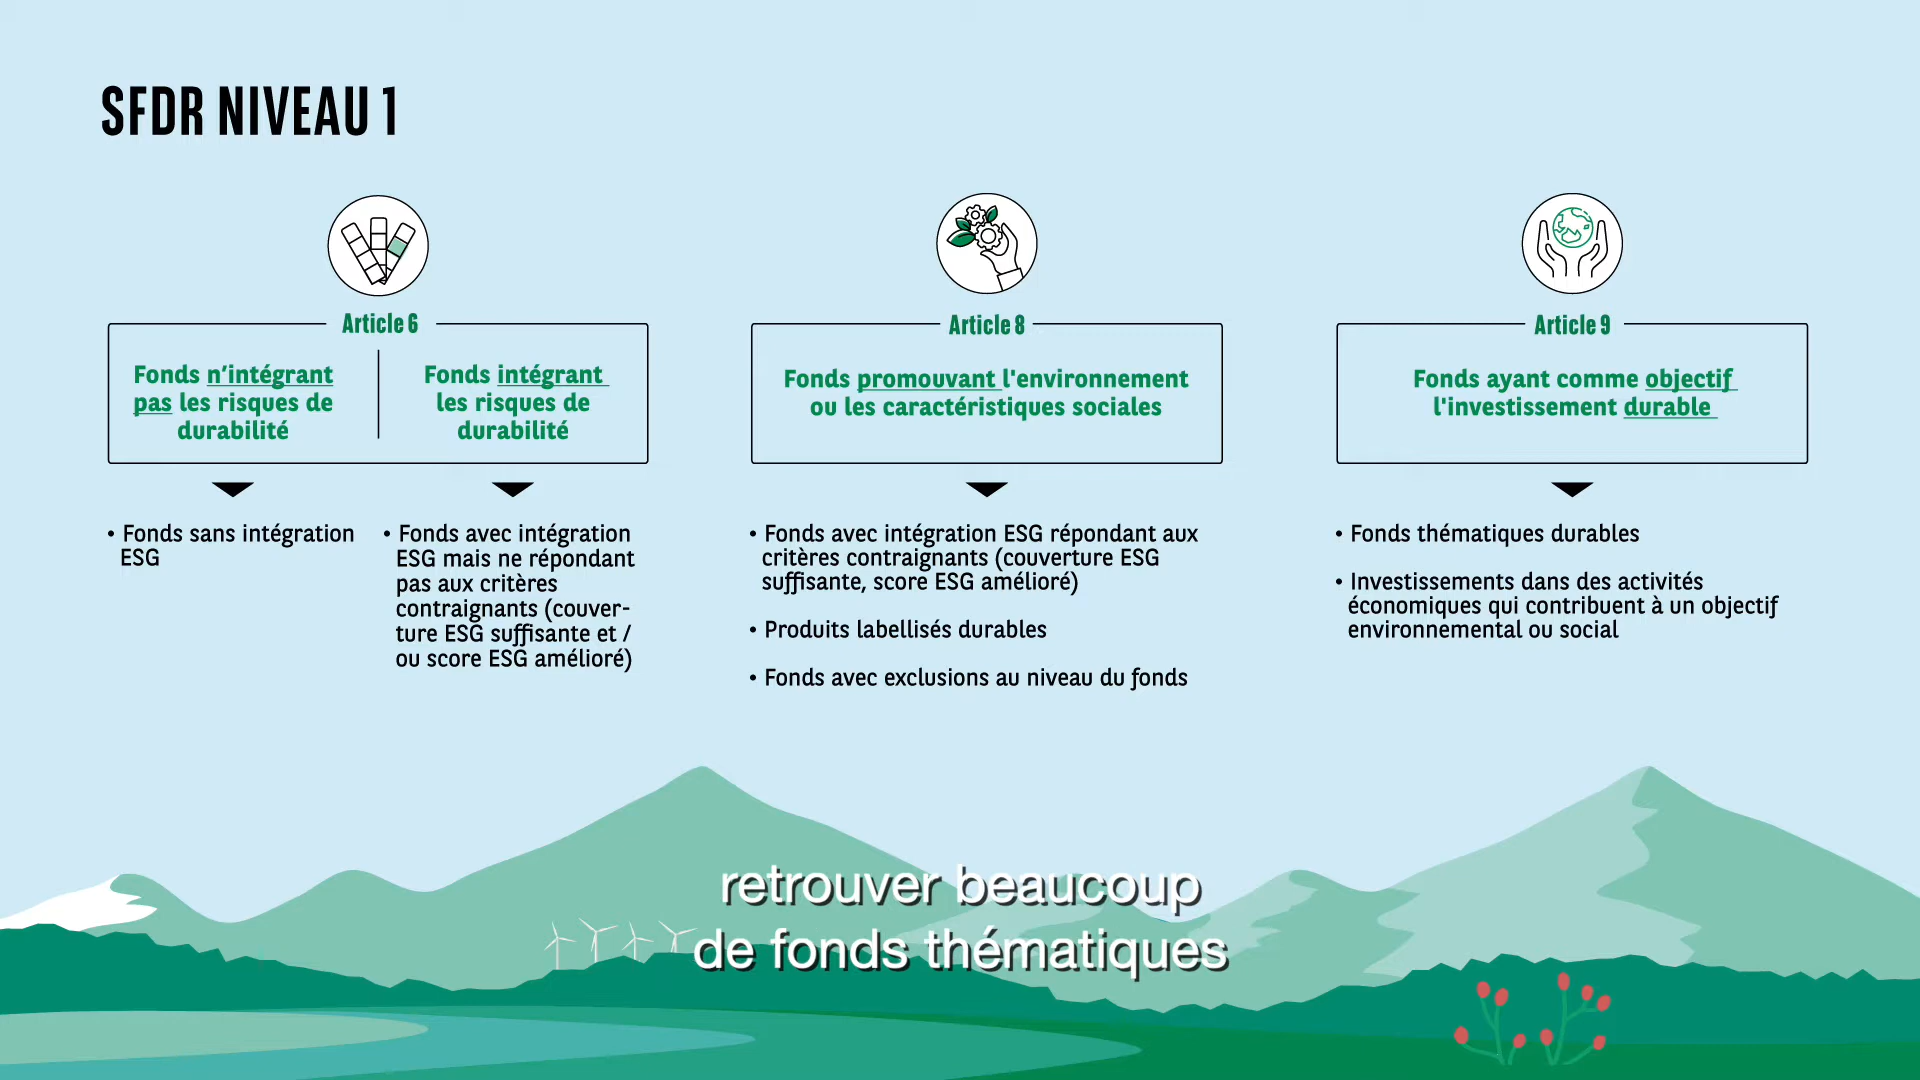 SFDR NIVEAU 1
Article 6
Fonds n’intégrant
pas les risques de
durabilité
Fonds intégrant
les risques de
durabilité
• Fonds sans intégration
ESG
• Fonds avec intégration
ESG mais ne répondant
pas aux critères
contraignants (couver-
ture ESG suffisante et /
ou score ESG amélioré)
Article 8
Fonds promouvant l'environnement
ou les caractéristiques sociales
• Fonds avec intégration ESG répondant aux
critères contraignants (couverture ESG
suffisante, score ESG amélioré)
• Produits labellisés durables
• Fonds avec exclusions au niveau du fonds
Article 9
Fonds ayant comme objectif
l'investissement durable
• Fonds thématiques durables
• Investissements dans des activités
économiques qui contribuent à un objectif
environnemental ou social
retrouver beaucoup
de fonds thématiques